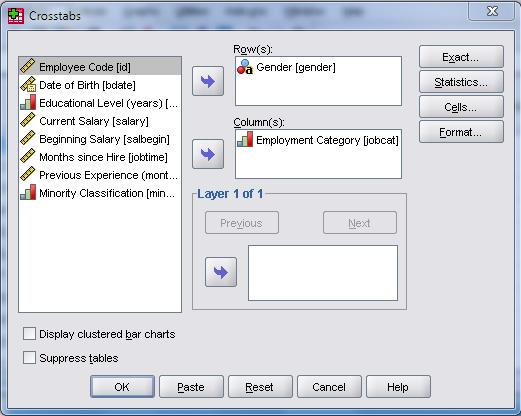 Crosstabs
Employee Code [id]
Date of Birth [bdate]
Educational Level (years) [...
Current Salary [salary]
Beginning Salary [salbegin]
Months since Hire [jobtime]
Previous Experience (mont...
Minority Classification [min...
Row(s):
Gender [gender]
Column(s):
Employment Category [jobcat]
Layer 1 of 1
Previous
Next
Exact...
Statistics...
Cells...
Format...
Display clustered bar charts
Suppress tables
OK
Paste
Reset
Cancel
Help